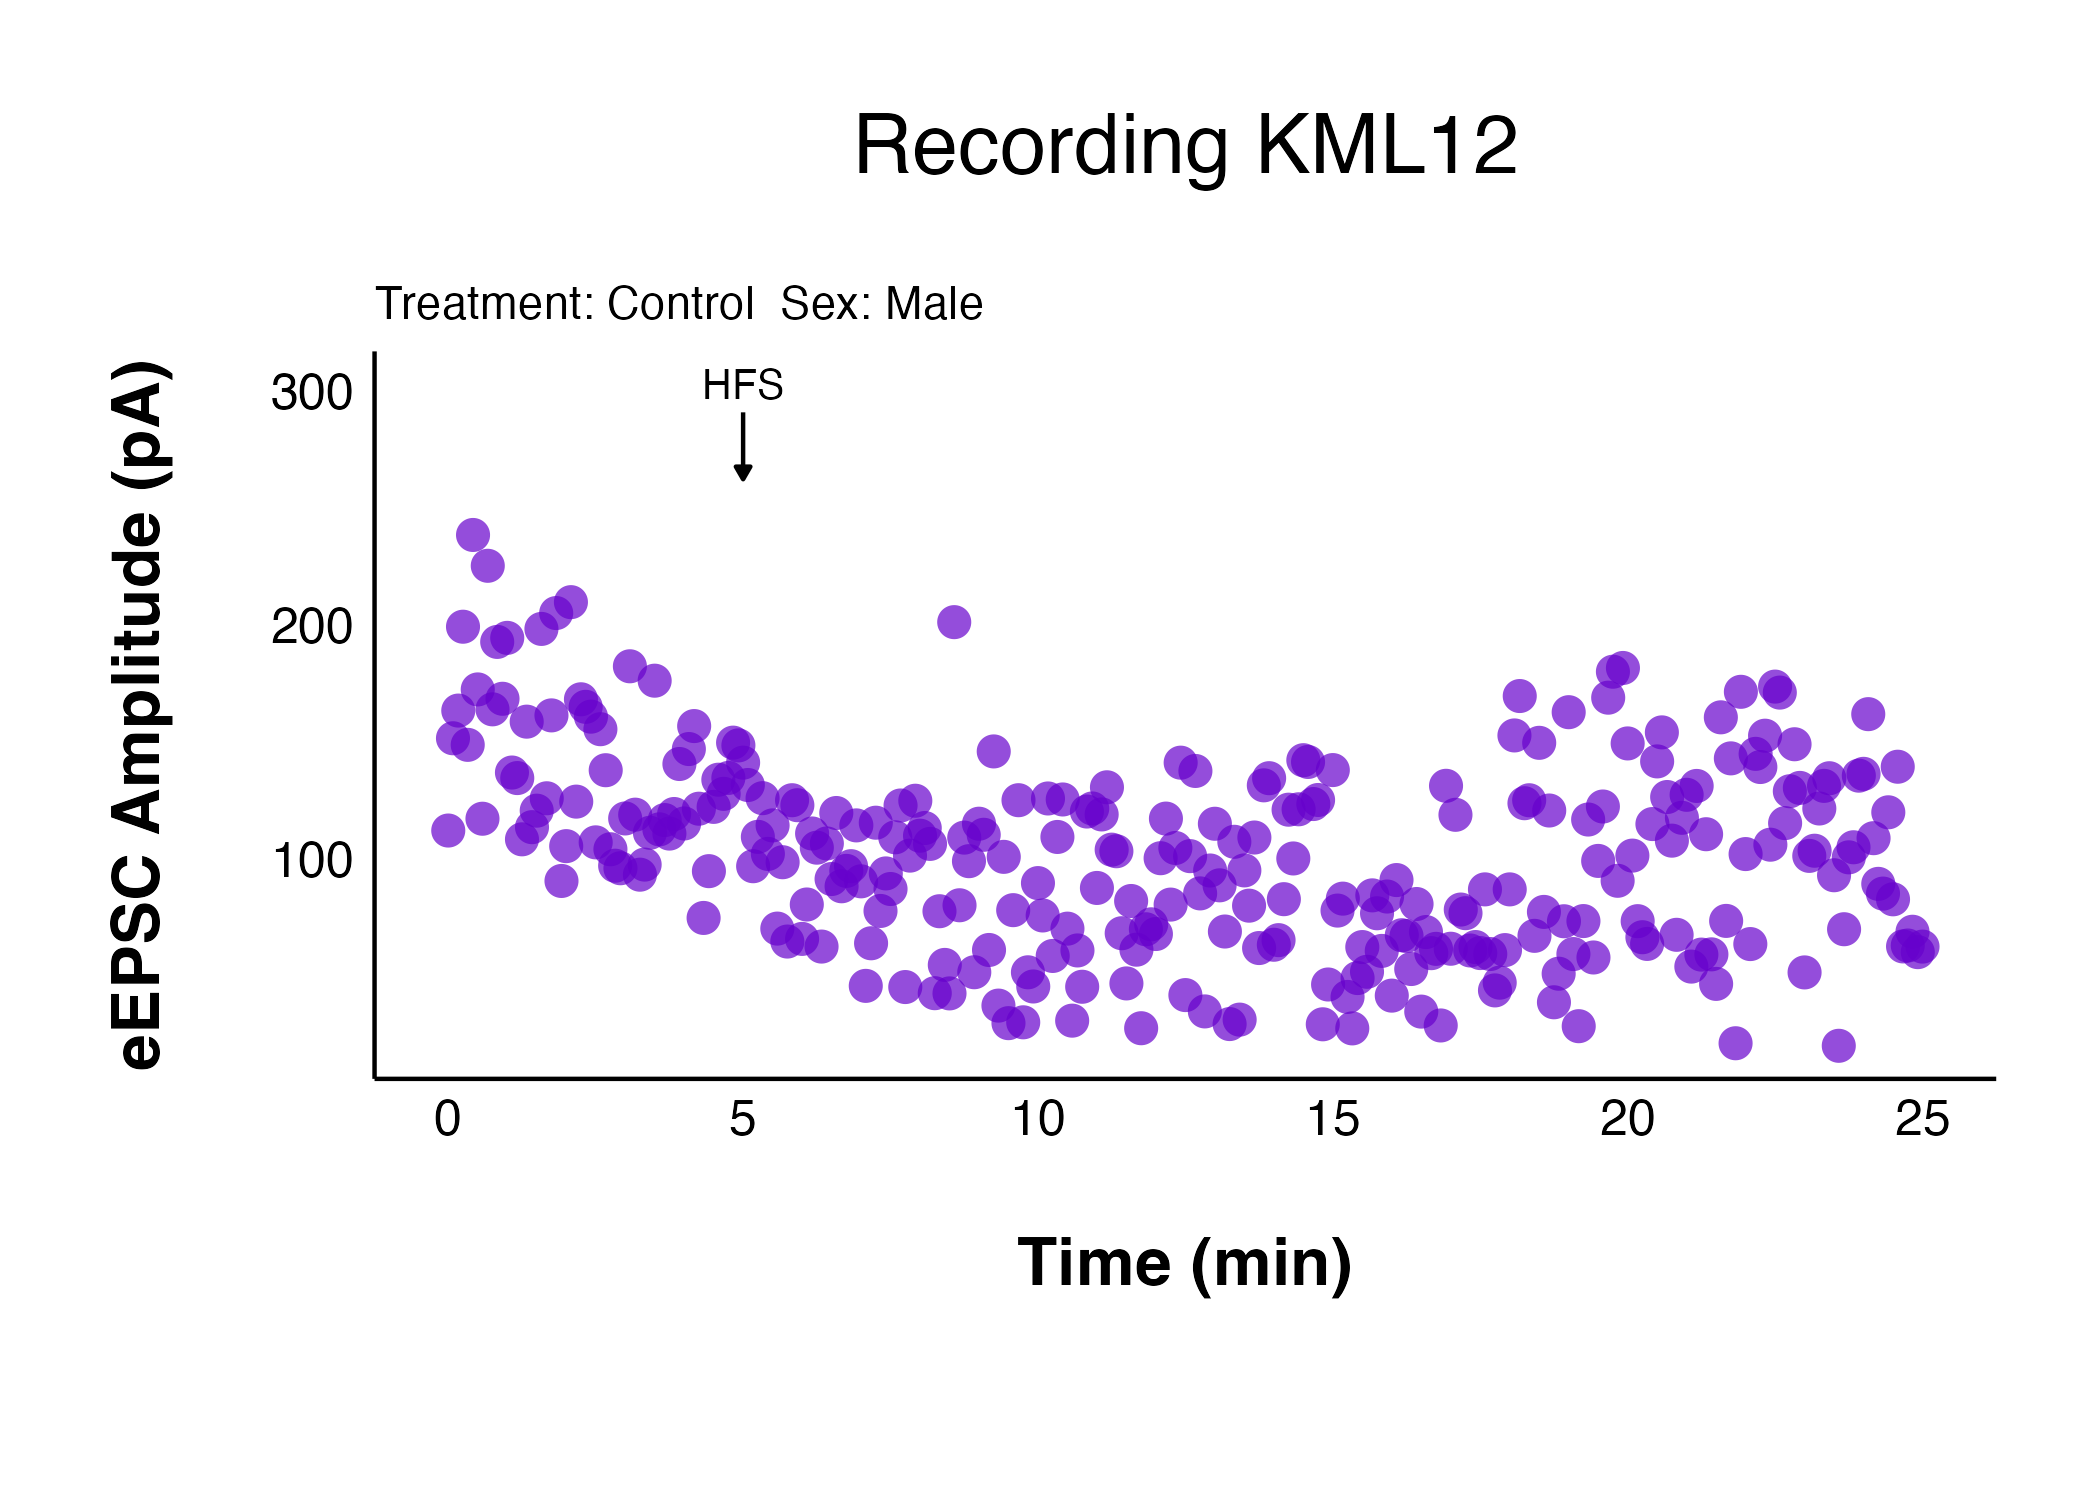 Recording KML12
Treatment: Control  Sex: Male
HFS
eEPSC Amplitude (pA)
300
200
100
0 5 10 15 20 25
Time (min)